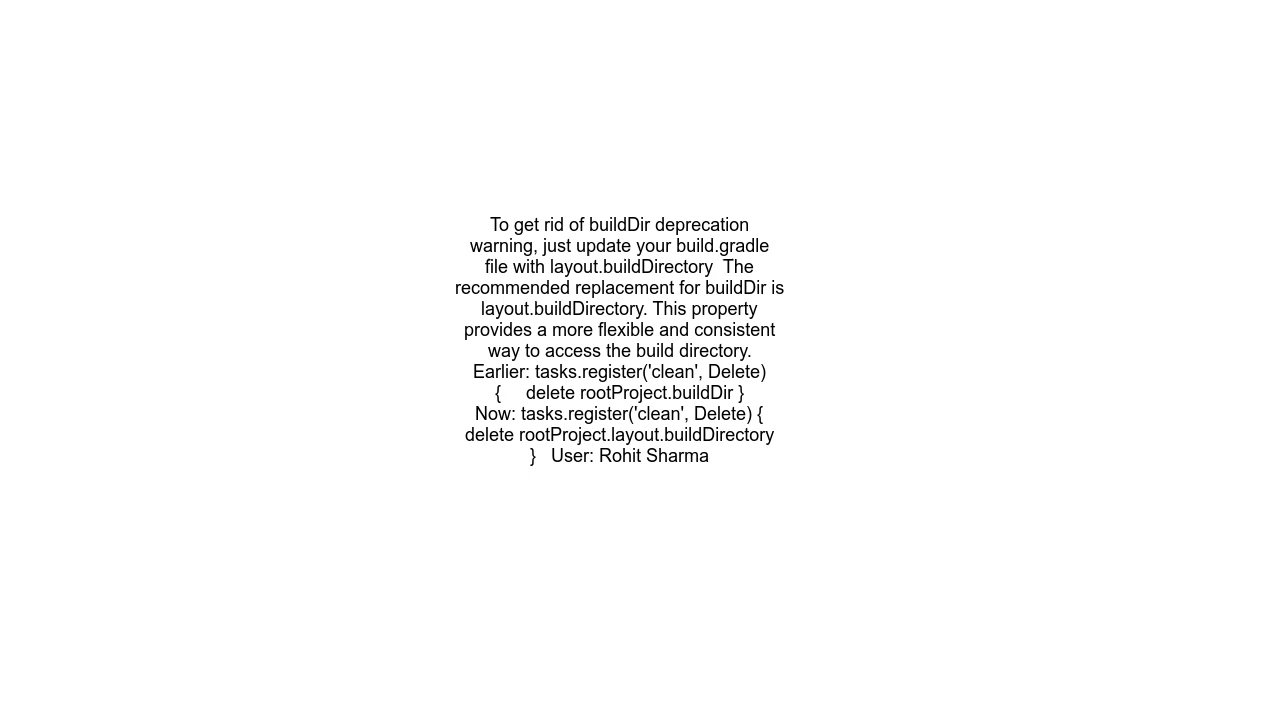 To get rid of buildDir deprecation
warning, just update your build.gradle
file with layout.buildDirectory  The
recommended replacement for buildDir is
layout.buildDirectory. This property
provides a more flexible and consistent
way to access the build directory.
Earlier: tasks.register('clean', Delete)
{     delete rootProject.buildDir }
Now: tasks.register('clean', Delete) {
delete rootProject.layout.buildDirectory
}   User: Rohit Sharma